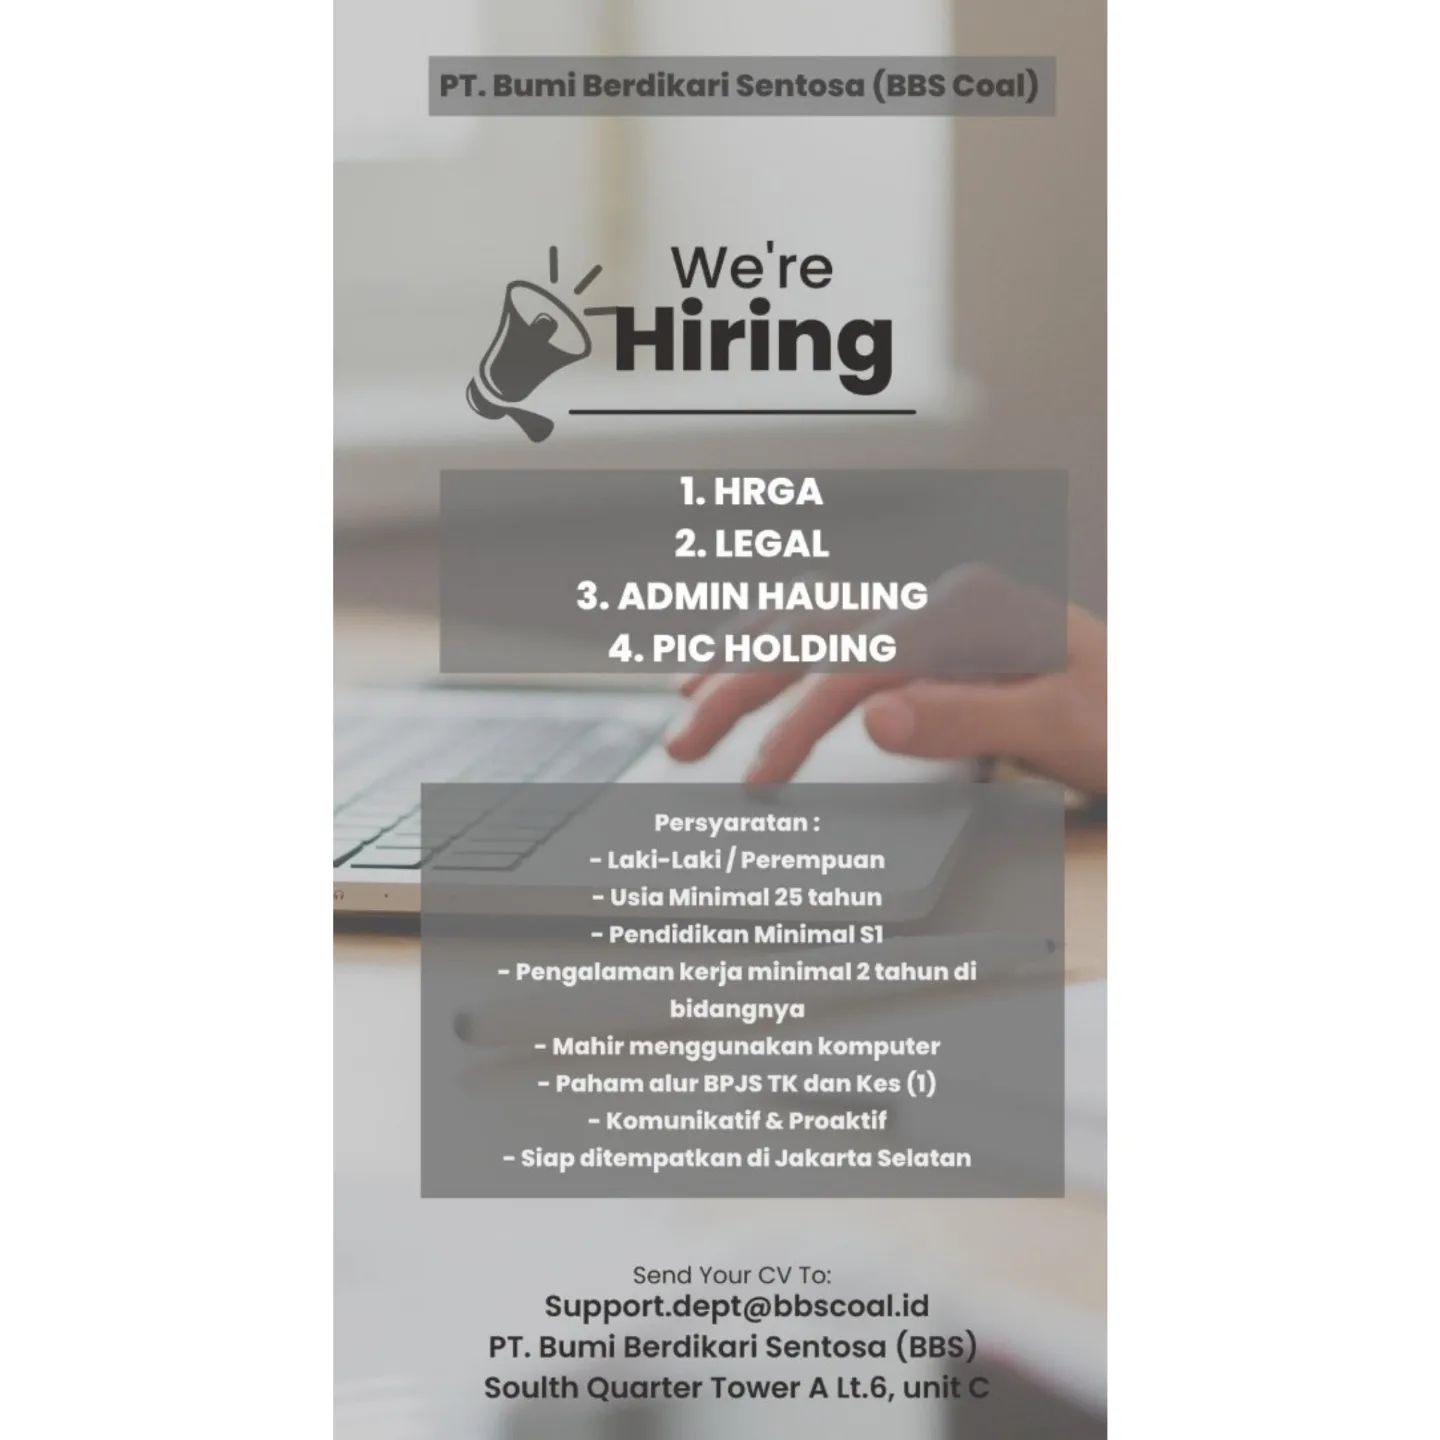 PT. Bumi Berdikari Sentosa (BBS Coal)
We're
Hiring
1. HRGA
2. LEGAL
3. ADMIN HAULING
4. PIC HOLDING
Persyaratan :
- Laki-Laki / Perempuan
- Usia Minimal 25 tahun
- Pendidikan Minimal S1
- Pengalaman kerja minimal 2 tahun di
bidangnya
- Mahir menggunakan komputer
- Paham alur BPJS TK dan Kes (1)
- Komunikatif & Proaktif
- Siap ditempatkan di Jakarta Selatan
Send Your CV To:
Support.dept@bbscoal.id
PT. Bumi Berdikari Sentosa (BBS)
Soulth Quarter Tower A Lt.6, unit C